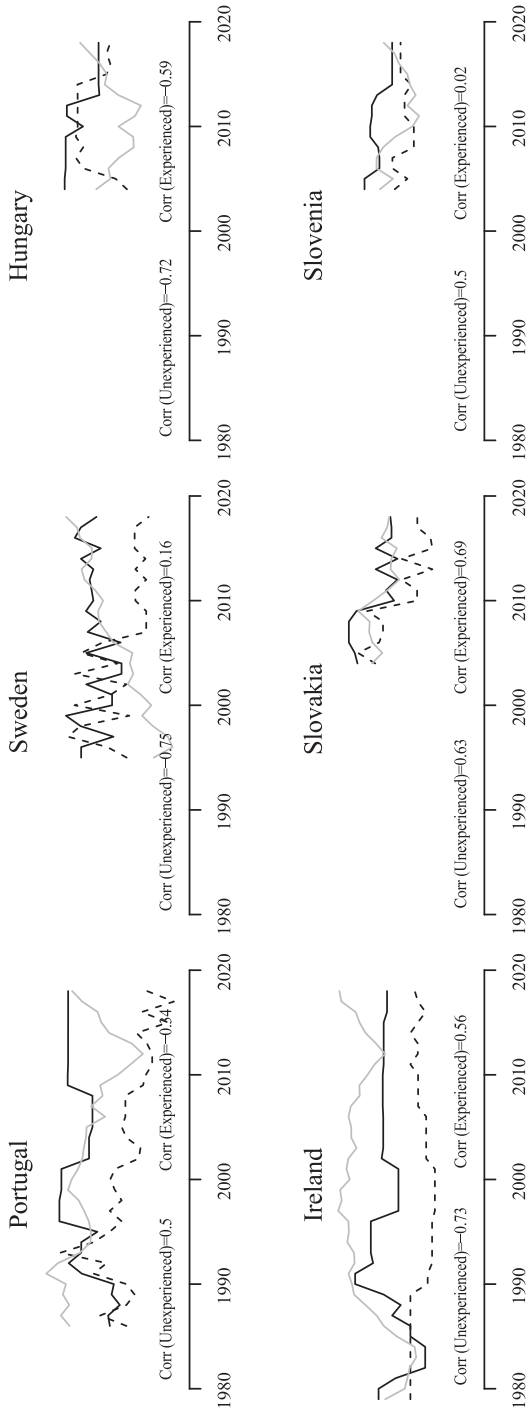 Portugal
Corr (Unexperienced)=0.5
Corr (Experienced)=−0.34
1980 1990 2000 2010 2020
Sweden
Corr (Unexperienced)=−0.75
Corr (Experienced)=0.16
1980 1990 2000 2010 2020
Hungary
Corr (Unexperienced)=−0.72
Corr (Experienced)=−0.59
1980 1990 2000 2010 2020
Ireland
Corr (Unexperienced)=−0.73
Corr (Experienced)=0.56
1980 1990 2000 2010 2020
Slovakia
Corr (Unexperienced)=0.63
Corr (Experienced)=0.69
1980 1990 2000 2010 2020
Slovenia
Corr (Unexperienced)=0.5
Corr (Experienced)=0.02
1980 1990 2000 2010 2020